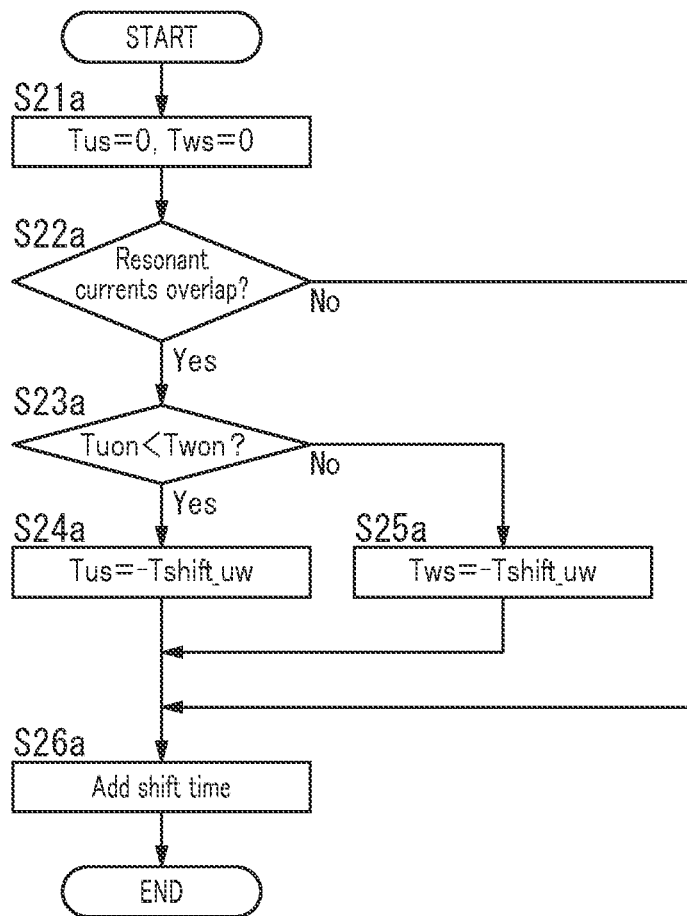 START
S21a
Tus=0, Tws=0
S22a
Resonant
currents overlap?
No
Yes
S23a
Tuon<Twon?
No
Yes
S24a
Tus=-Tshift_uw
S25a
Tws=-Tshift_uw
S26a
Add shift time
END